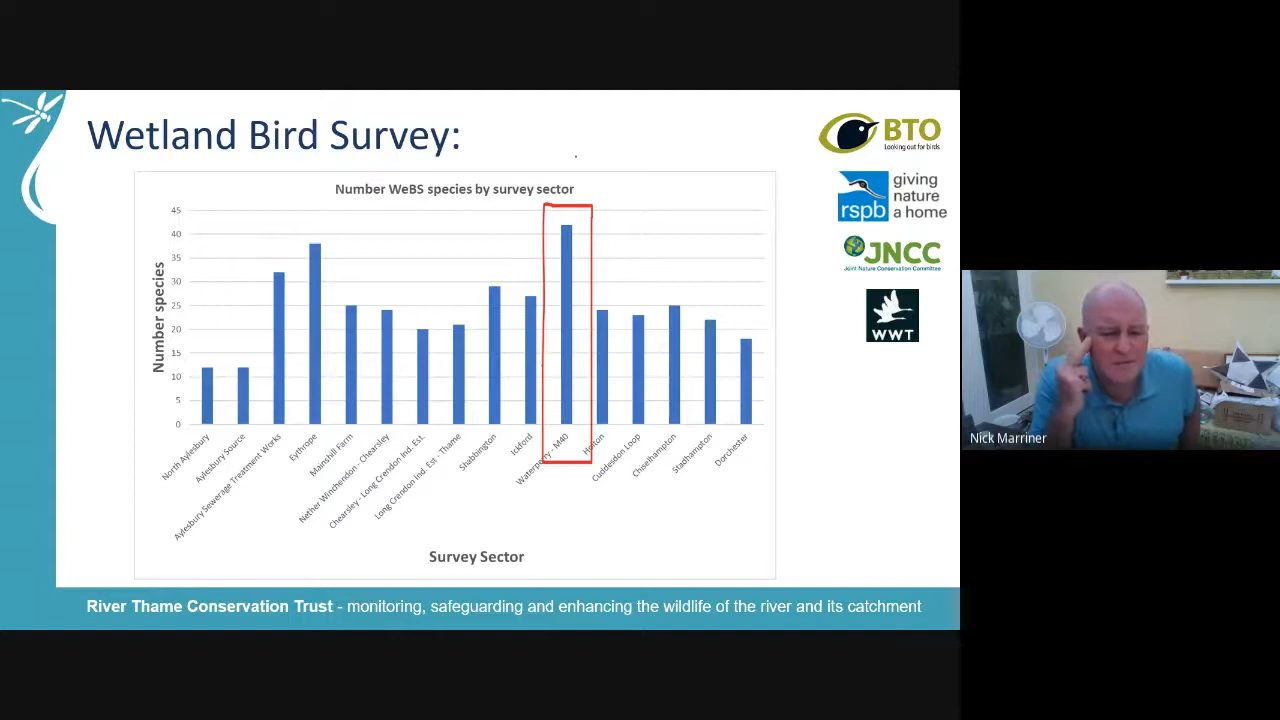 Wetland Bird Survey:
BTO
Looking out for birds
rspb
giving
nature
a home
JNCC
Joint Nature Conservation Committee
WWT
Number WeBS species by survey sector
Number species
45
40
35
30
25
20
15
10
5
0
North Aylesbury
Aylesbury Source
Aylesbury Sewerage Treatment Works
Eythrope
Manshill Farm
Nether Winchendon - Chearsley
Chearsley - Long Crendon Ind. Est.
Long Crendon Ind. Est - Thame
Shabbington
Ickford
Waterperry - M40
Holton
Cuddesdon Loop
Chiselhampton
Stadhampton
Dorchester
Survey Sector
River Thame Conservation Trust - monitoring, safeguarding and enhancing the wildlife of the river and its catchment
Nick Marriner